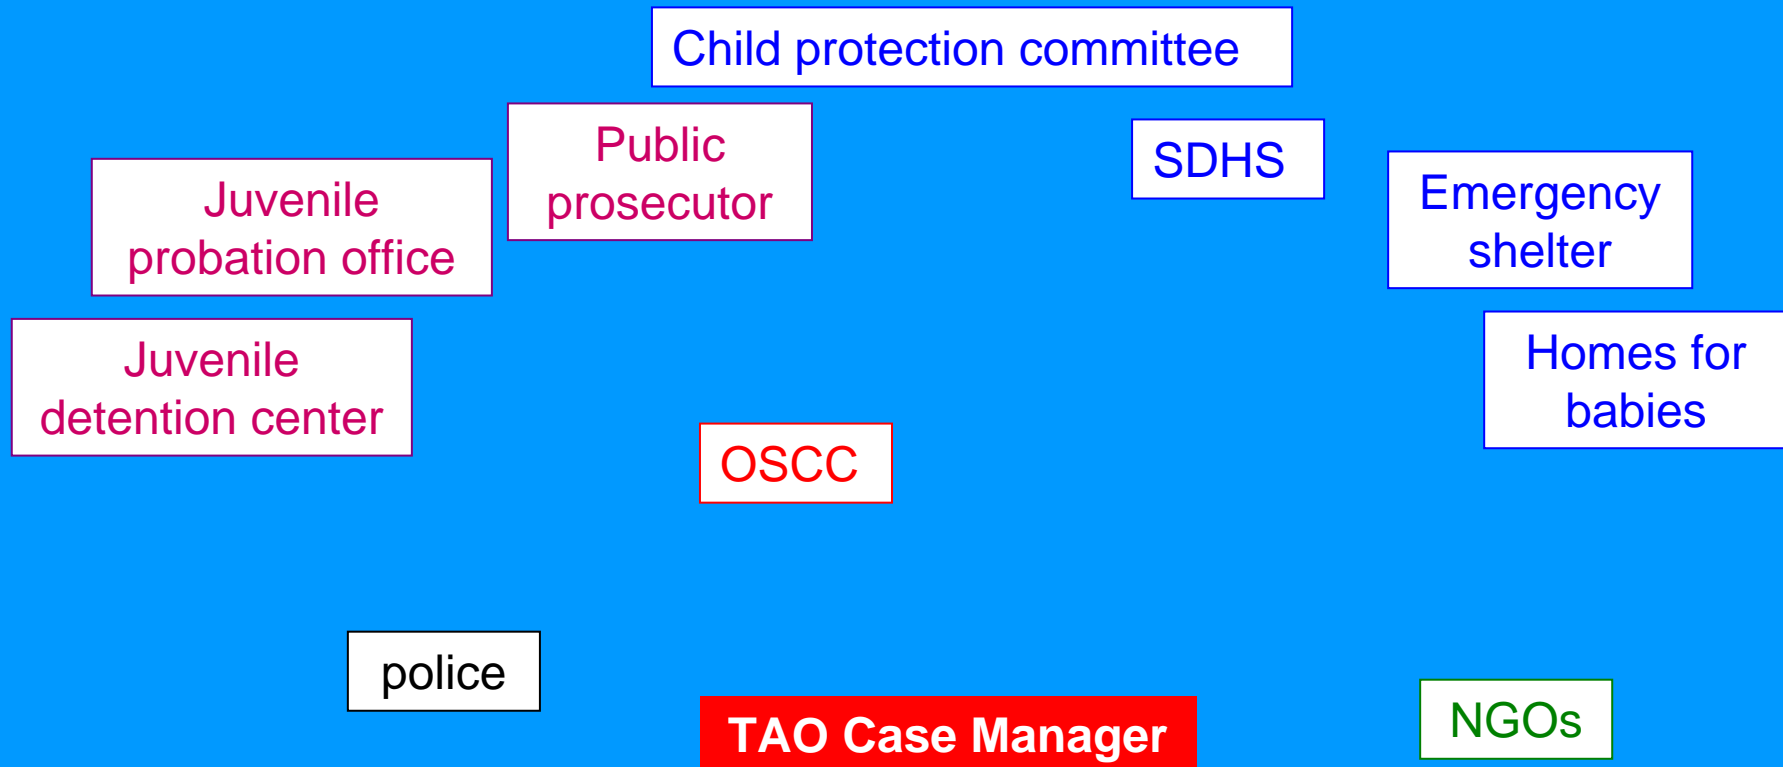 Child protection committee
Public
prosecutor
SDHS
Juvenile
probation office
Emergency
shelter
Juvenile
detention center
Homes for
babies
OSCC
police
TAO Case Manager
NGOs